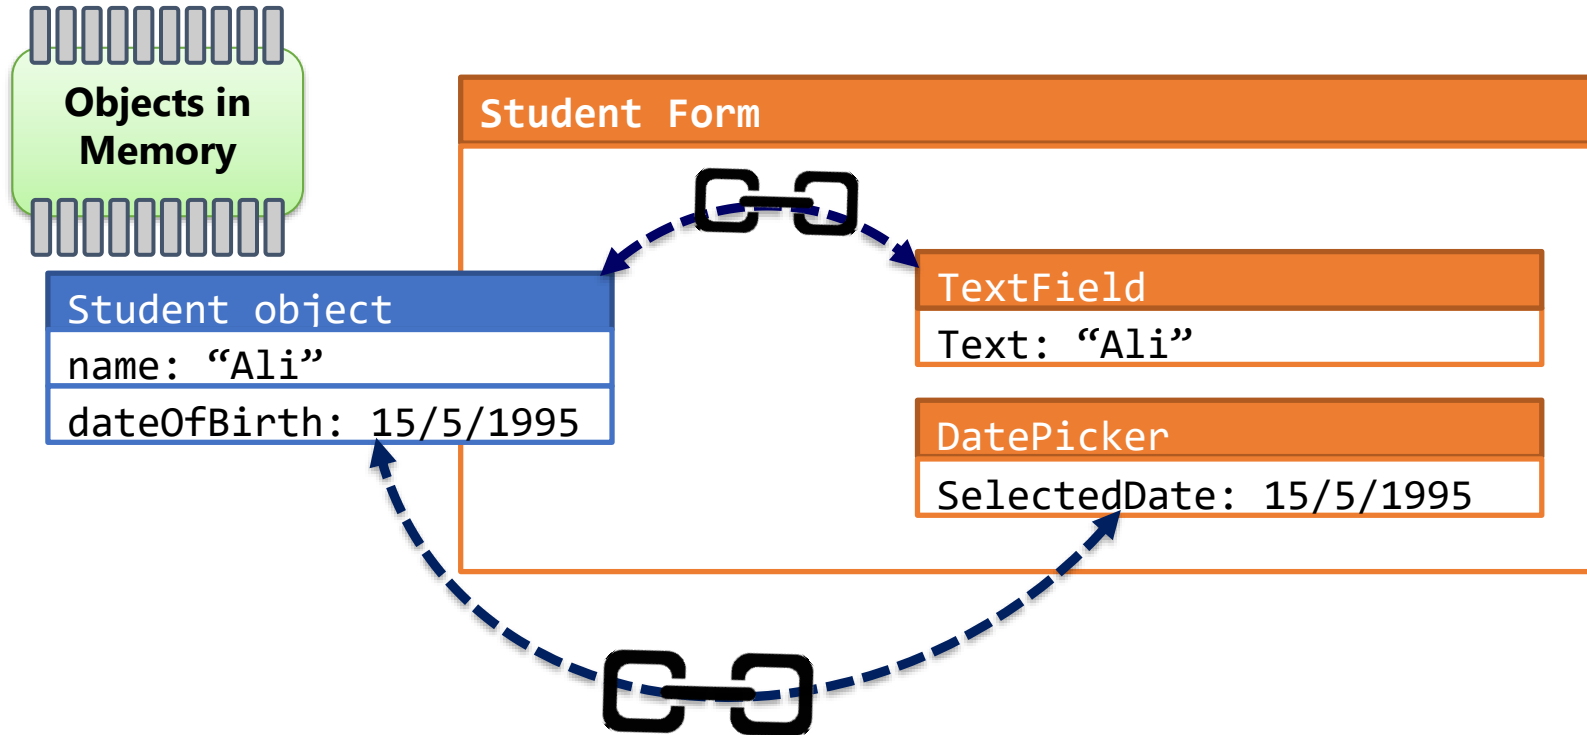 Objects in
Memory
Student Form
Student object
name: “Ali”
dateOfBirth: 15/5/1995
TextField
Text: “Ali”
DatePicker
SelectedDate: 15/5/1995